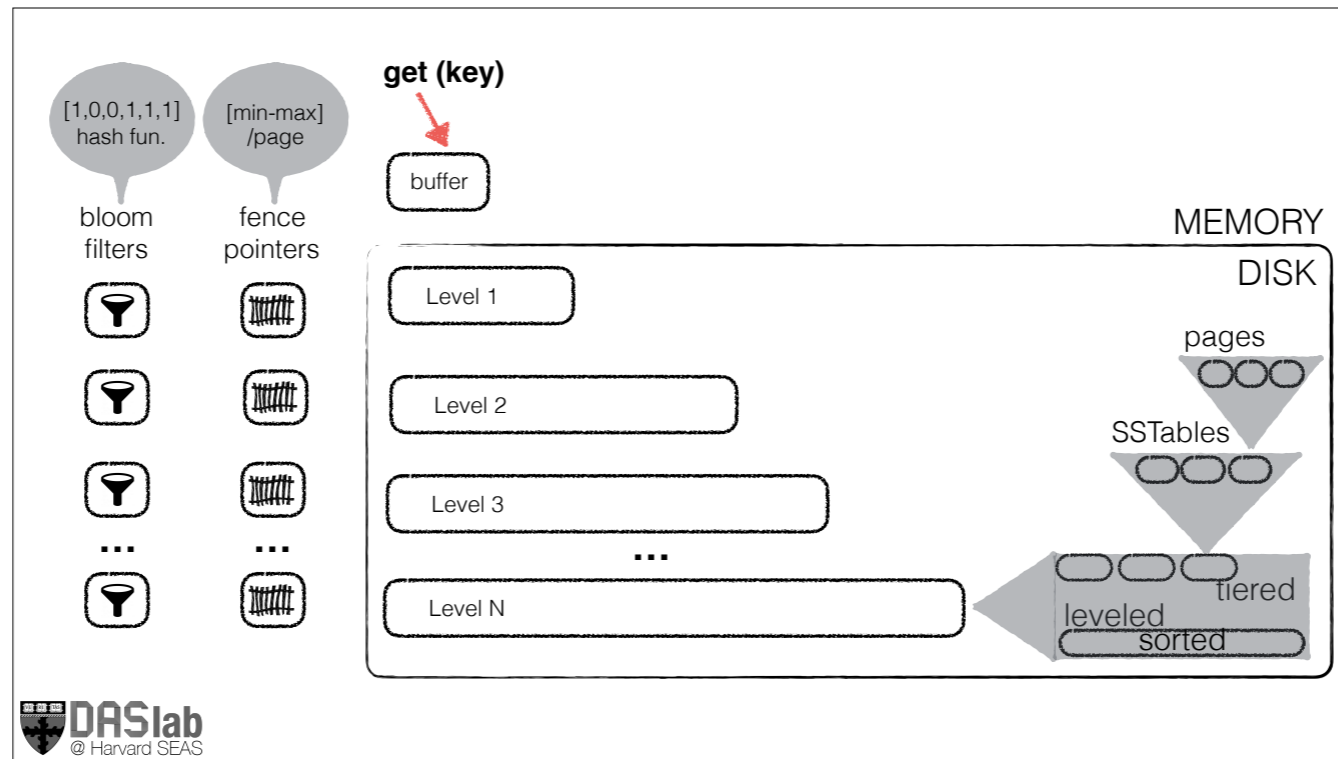 [1,0,0,1,1,1]
hash fun.
[min-max]
/page
get (key)
buffer
bloom
filters
fence
pointers
MEMORY
DISK
Level 1
Level 2
Level 3
...
...
...
Level N
pages
SSTables
tiered
leveled
sorted
DASlab
@ Harvard SEAS